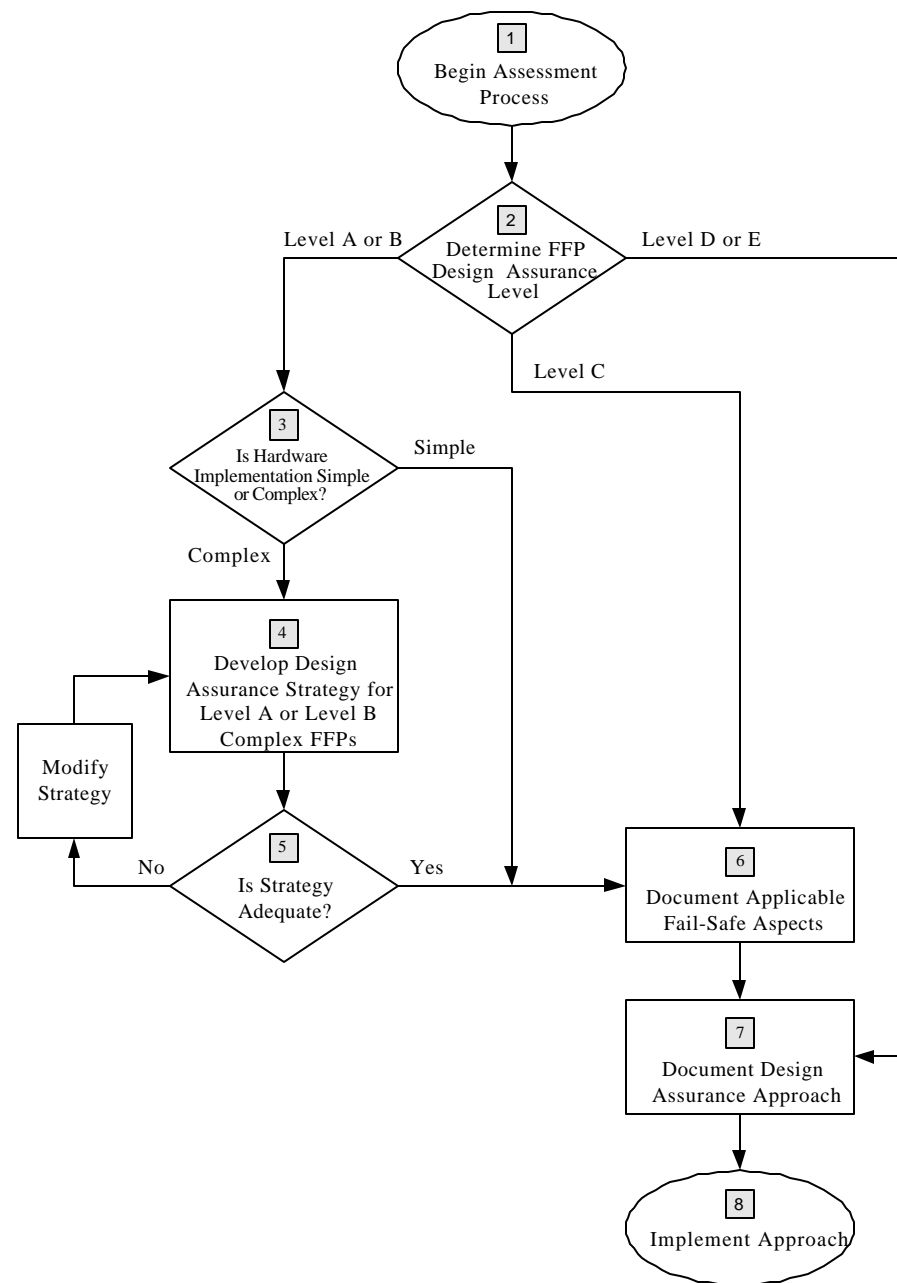 1
Begin Assessment
Process
2
Level A or B
Level D or E
Determine FFP
Design Assurance
Level
Level C
3
Is Hardware
Implementation Simple
or Complex?
Simple
Complex
4
Develop Design
Assurance Strategy for
Level A or Level B
Complex FFPs
Modify
Strategy
5
No
Yes
Is Strategy
Adequate?
6
Document Applicable
Fail-Safe Aspects
7
Document Design
Assurance Approach
8
Implement Approach